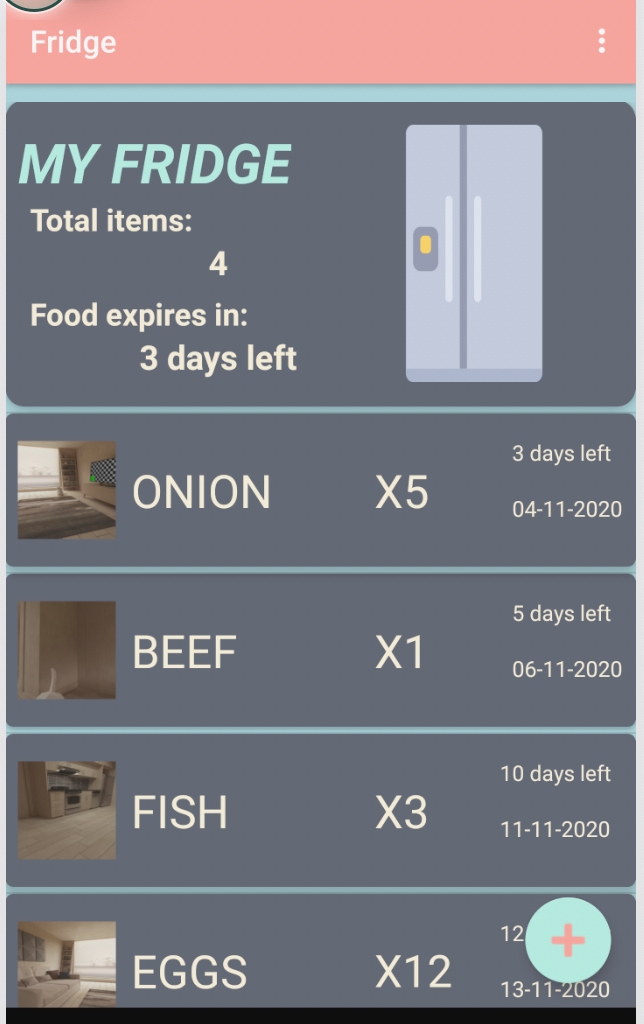 Fridge
MY FRIDGE
Total items:
4
Food expires in:
3 days left
ONION X5 3 days left
04-11-2020
BEEF X1 5 days left
06-11-2020
FISH X3 10 days left
11-11-2020
EGGS X12 12
13-11-2020